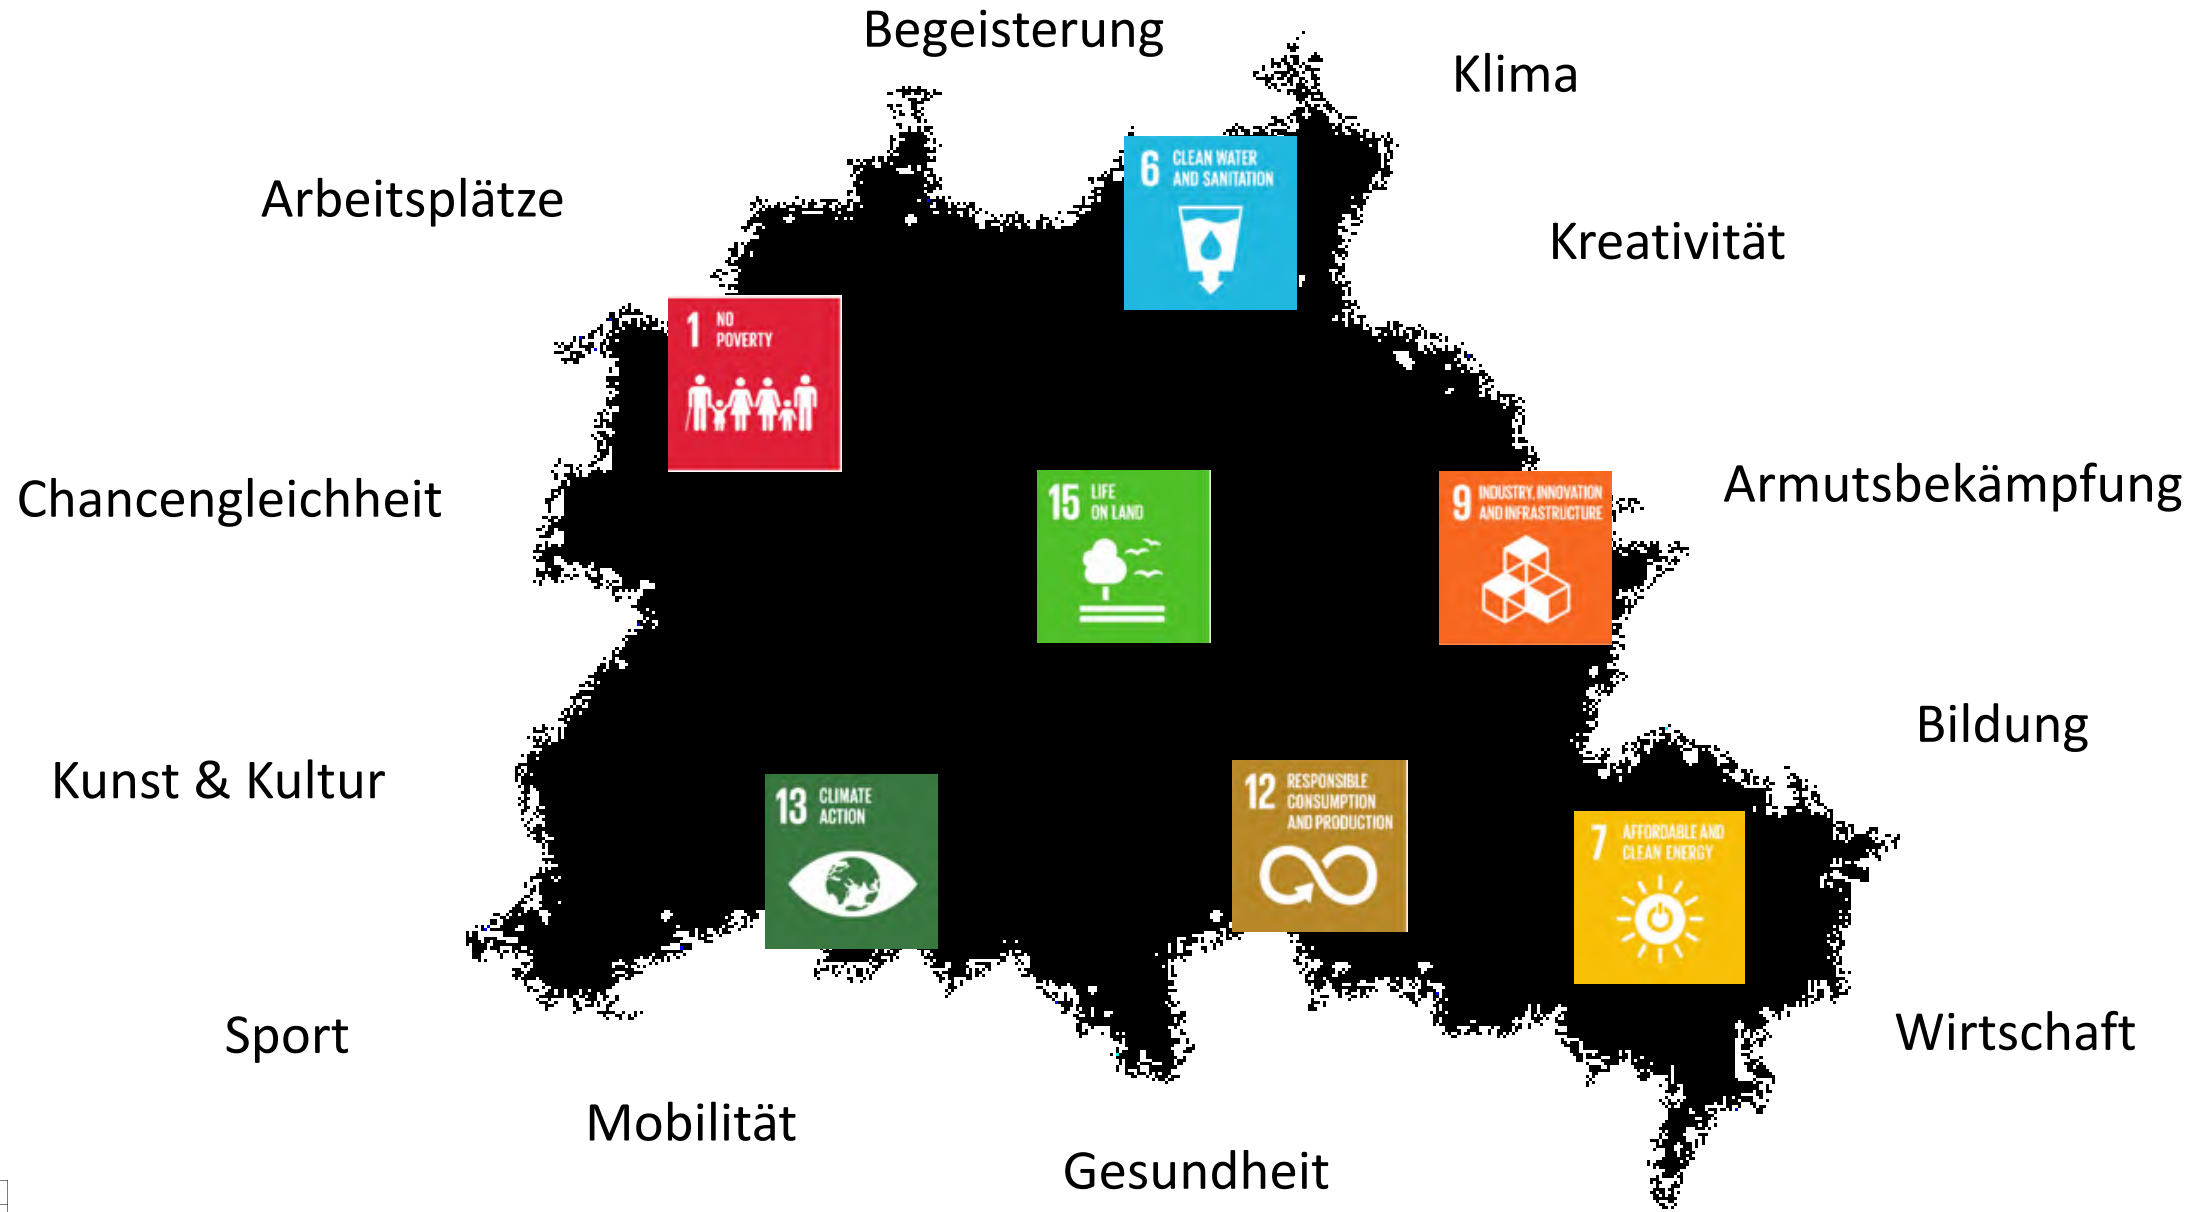 Begeisterung
Klima
Arbeitsplätze
6 CLEAN WATER
AND SANITATION
Kreativität
1 NO
POVERTY
Chancengleichheit
15 LIFE
ON LAND
9 INDUSTRY, INNOVATION
AND INFRASTRUCTURE
Armutsbekämpfung
Bildung
Kunst & Kultur
13 CLIMATE
ACTION
12 RESPONSIBLE
CONSUMPTION
AND PRODUCTION
7 AFFORDABLE AND
CLEAN ENERGY
Sport
Wirtschaft
Mobilität
Gesundheit